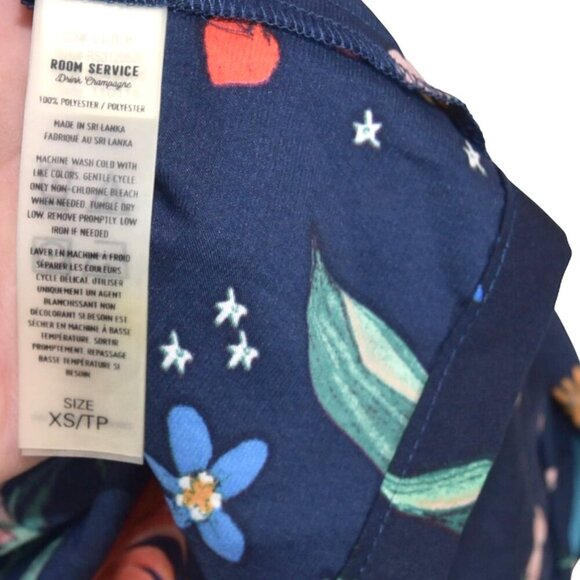 ROOM SERVICE
Drink Champagne
100% POLYESTER / POLYESTER
MADE IN SRI LANKA
FABRIQUÉ AU SRI LANKA
MACHINE WASH COLD WITH
LIKE COLORS. GENTLE CYCLE.
ONLY NON-CHLORINE BLEACH
WHEN NEEDED. TUMBLE DRY
LOW. REMOVE PROMPTLY. LOW
IRON IF NEEDED
LAVER EN MACHINE À FROID
SÉPARER LES COULEURS
CYCLE DÉLICAT. UTILISER
UNIQUEMENT UN AGENT
BLANCHISSANT NON
DÉCOLORANT SI BESOIN EST
SÉCHER EN MACHINE À BASSE
TEMPÉRATURE. SORTIR
PROMPTEMENT. REPASSAGE
BASSE TEMPÉRATURE SI
BESOIN
SIZE
XS/TP